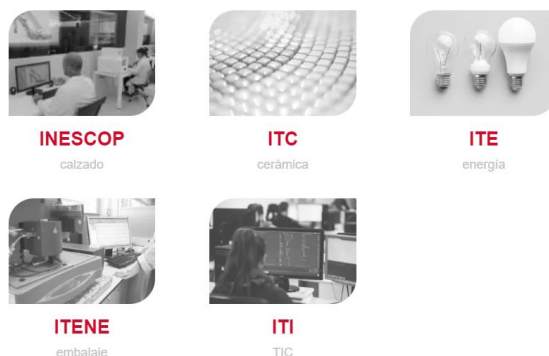 INESCOP
calzado
ITC
cerámica
ITE
energía
ITENE
embalaje
ITI
TIC